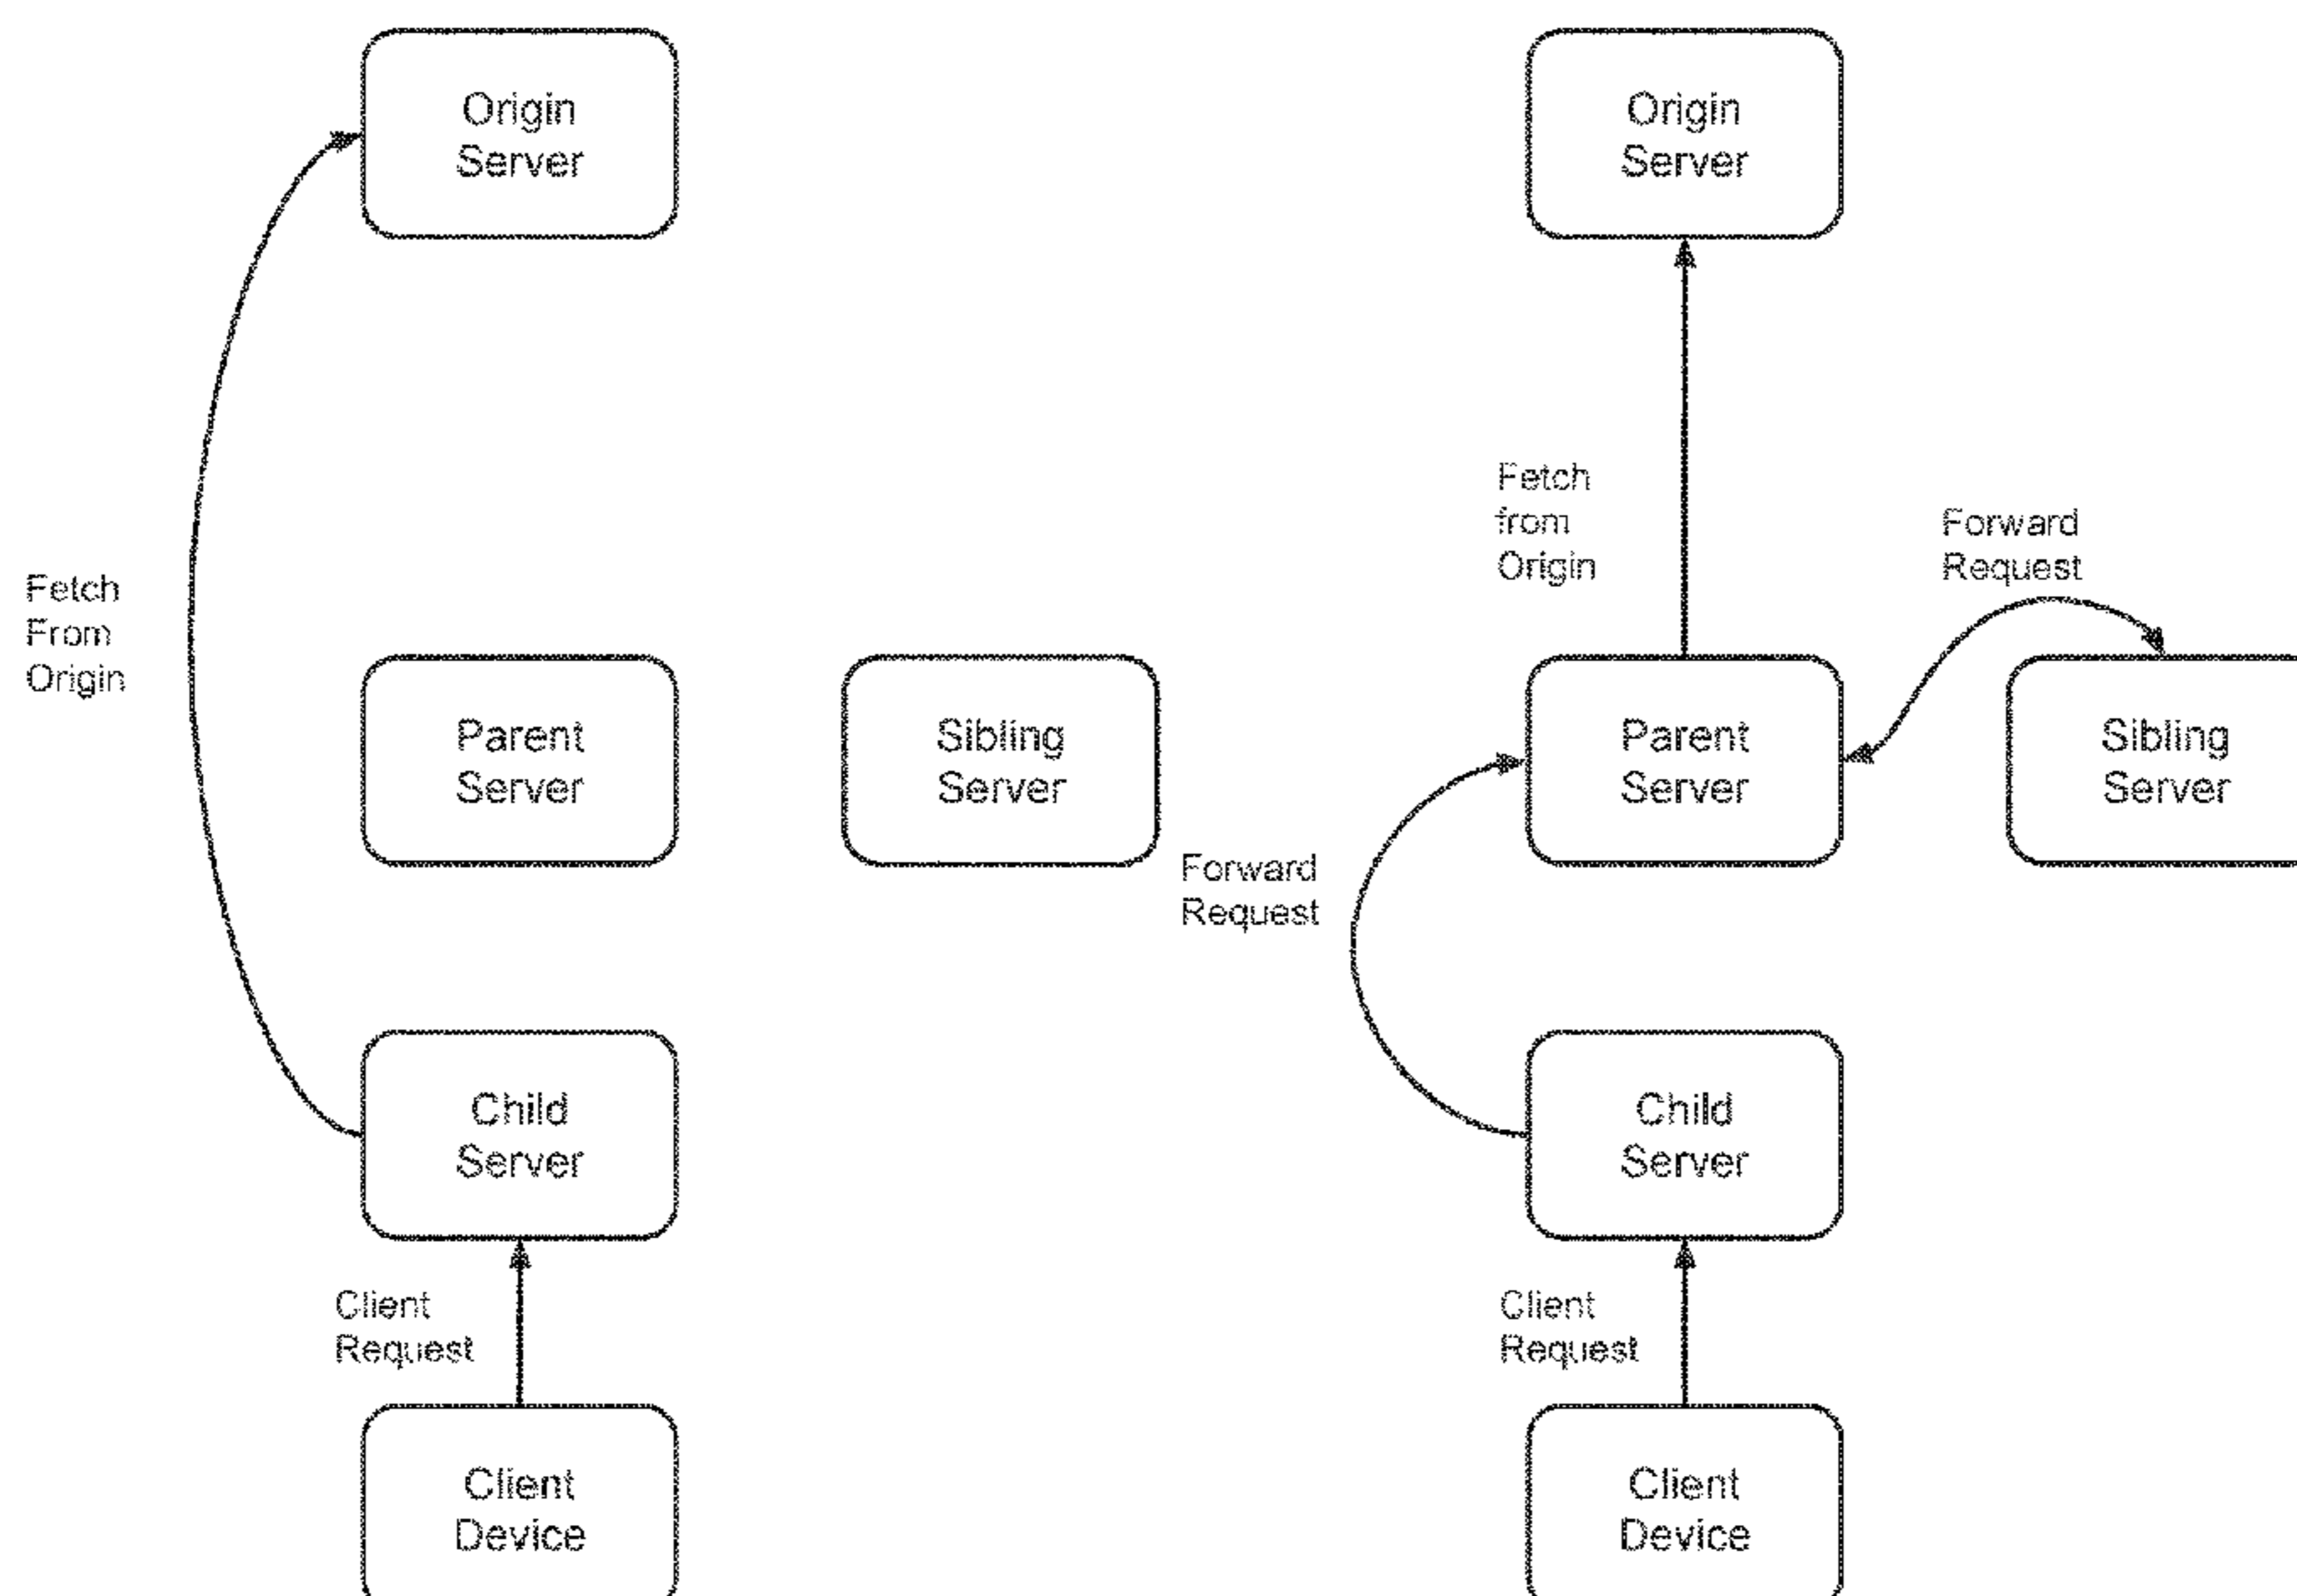 Origin
Server
Fetch
From
Origin
Parent
Server
Sibling
Server
Child
Server
Client
Request
Client
Device
Origin
Server
Fetch
from
Origin
Forward
Request
Parent
Server
Sibling
Server
Forward
Request
Child
Server
Client
Request
Client
Device